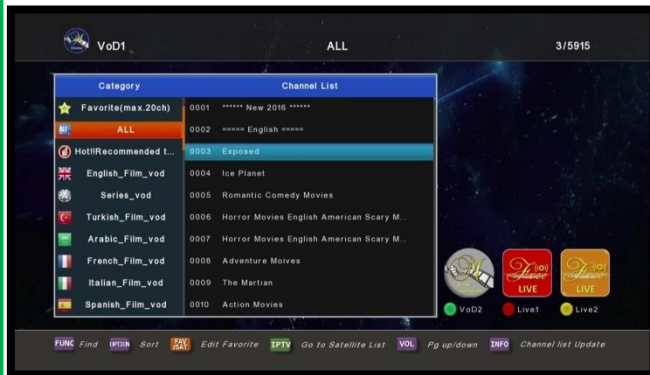 VoD1
ALL
3/5915
Category
Channel List
Favorite(max.20ch)
0001 ****** New 2016 ******
ALL
0002 ===== English =====
Hot!!Recommended t...
0003 Exposed
English_Film_vod
0004 Ice Planet
Series_vod
0005 Romantic Comedy Movies
Turkish_Film_vod
0006 Horror Movies English American Scary M...
Arabic_Film_vod
0007 Horror Movies English American Scary M...
French_Film_vod
0008 Adventure Moives
Italian_Film_vod
0009 The Martian
Spanish_Film_vod
0010 Action Movies
Free LIVE
Free LIVE
VoD2
Live1
Live2
FUNC Find OPTION Sort FAV/SAT Edit Favorite IPTV Go to Satellite List VOL Pg up/down INFO Channel list Update